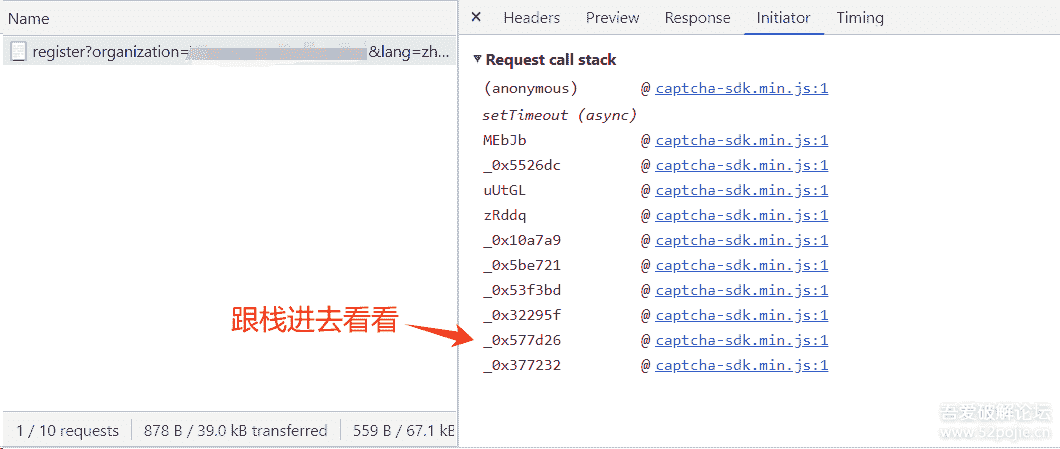 Name
register?organization=
&lang=zh...
1 / 10 requests
878 B / 39.0 kB transferred
559 B / 67.1 kB
× Headers Preview Response Initiator Timing
▼ Request call stack
(anonymous) @ captcha-sdk.min.js:1
setTimeout (async)
MEbJb @ captcha-sdk.min.js:1
_0x5526dc @ captcha-sdk.min.js:1
uUtGL @ captcha-sdk.min.js:1
zRddq @ captcha-sdk.min.js:1
_0x10a7a9 @ captcha-sdk.min.js:1
_0x5be721 @ captcha-sdk.min.js:1
_0x53f3bd @ captcha-sdk.min.js:1
_0x32295f @ captcha-sdk.min.js:1
_0x577d26 @ captcha-sdk.min.js:1
_0x377232 @ captcha-sdk.min.js:1
跟栈进去看看
吾爱破解论坛
www.52pojie.cn